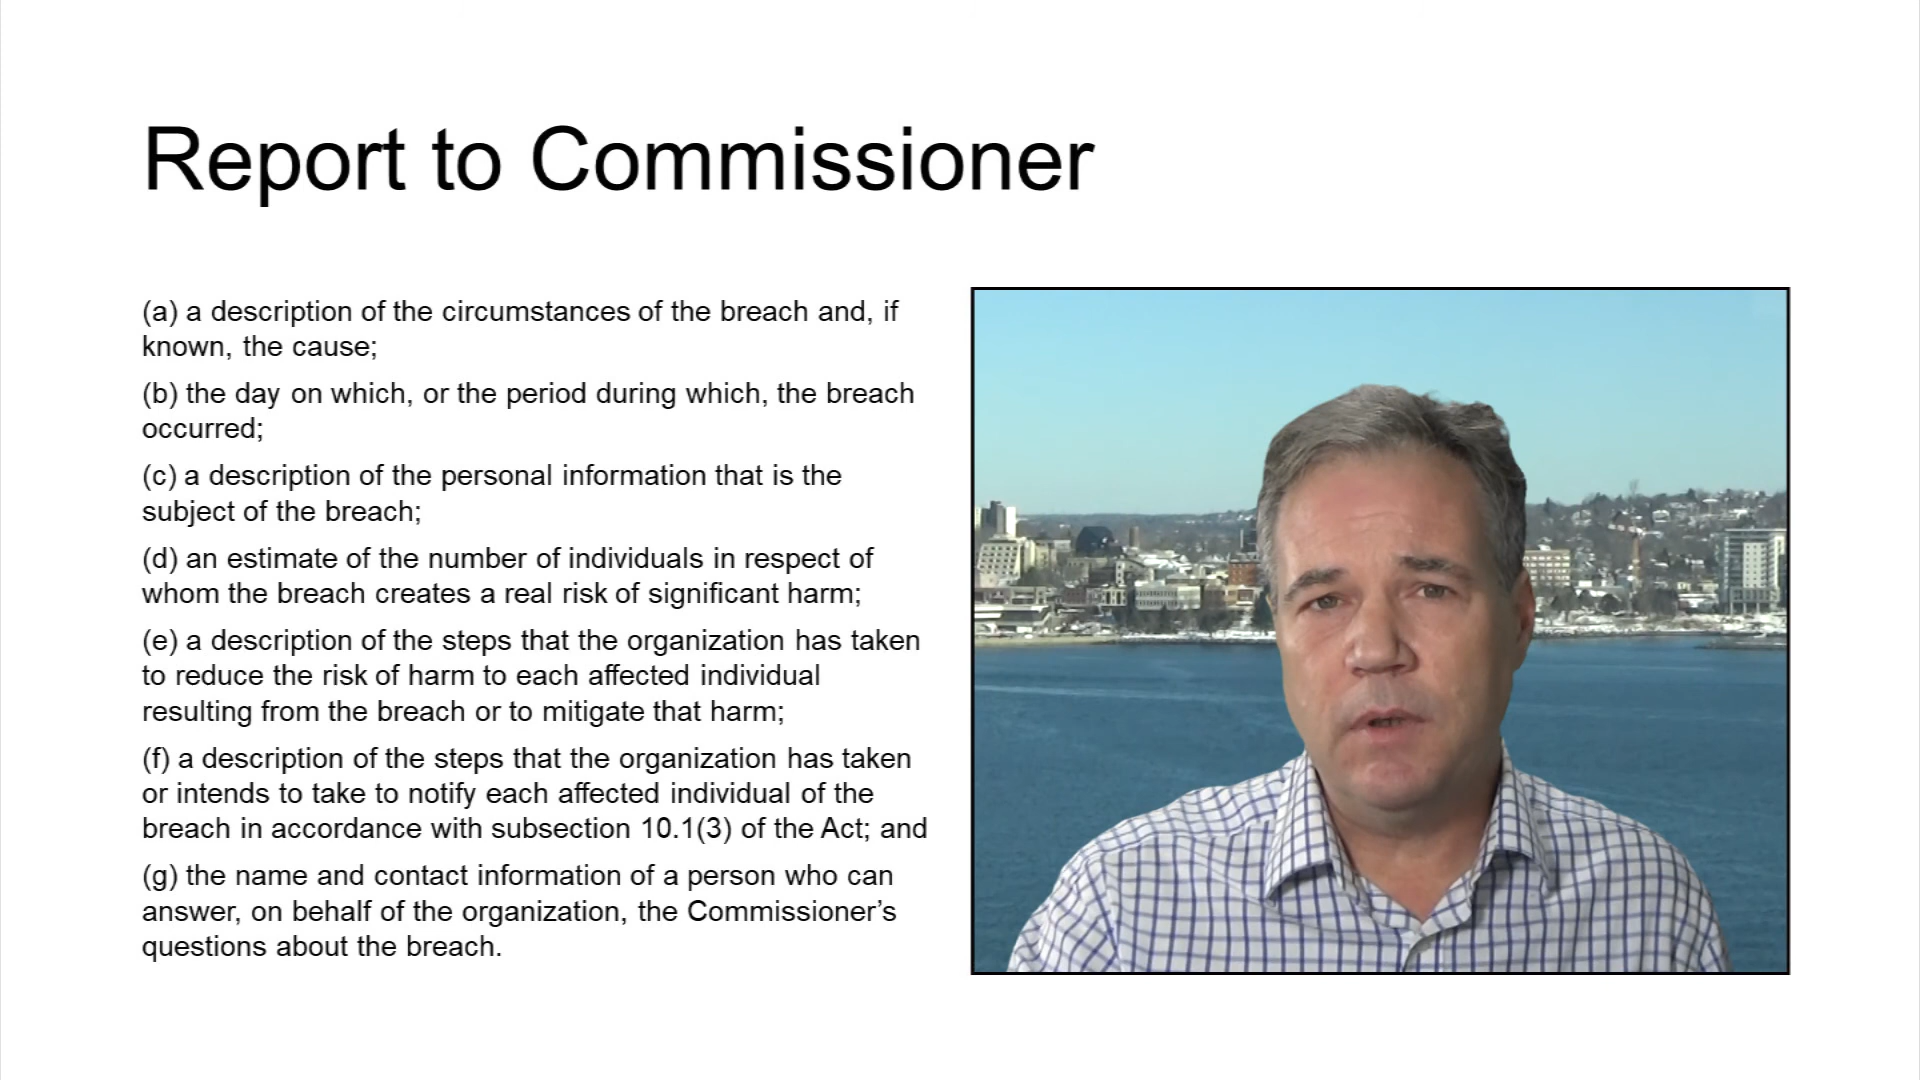 Report to Commissioner
(a) a description of the circumstances of the breach and, if
known, the cause;
(b) the day on which, or the period during which, the breach
occurred;
(c) a description of the personal information that is the
subject of the breach;
(d) an estimate of the number of individuals in respect of
whom the breach creates a real risk of significant harm;
(e) a description of the steps that the organization has taken
to reduce the risk of harm to each affected individual
resulting from the breach or to mitigate that harm;
(f) a description of the steps that the organization has taken
or intends to take to notify each affected individual of the
breach in accordance with subsection 10.1(3) of the Act; and
(g) the name and contact information of a person who can
answer, on behalf of the organization, the Commissioner’s
questions about the breach.